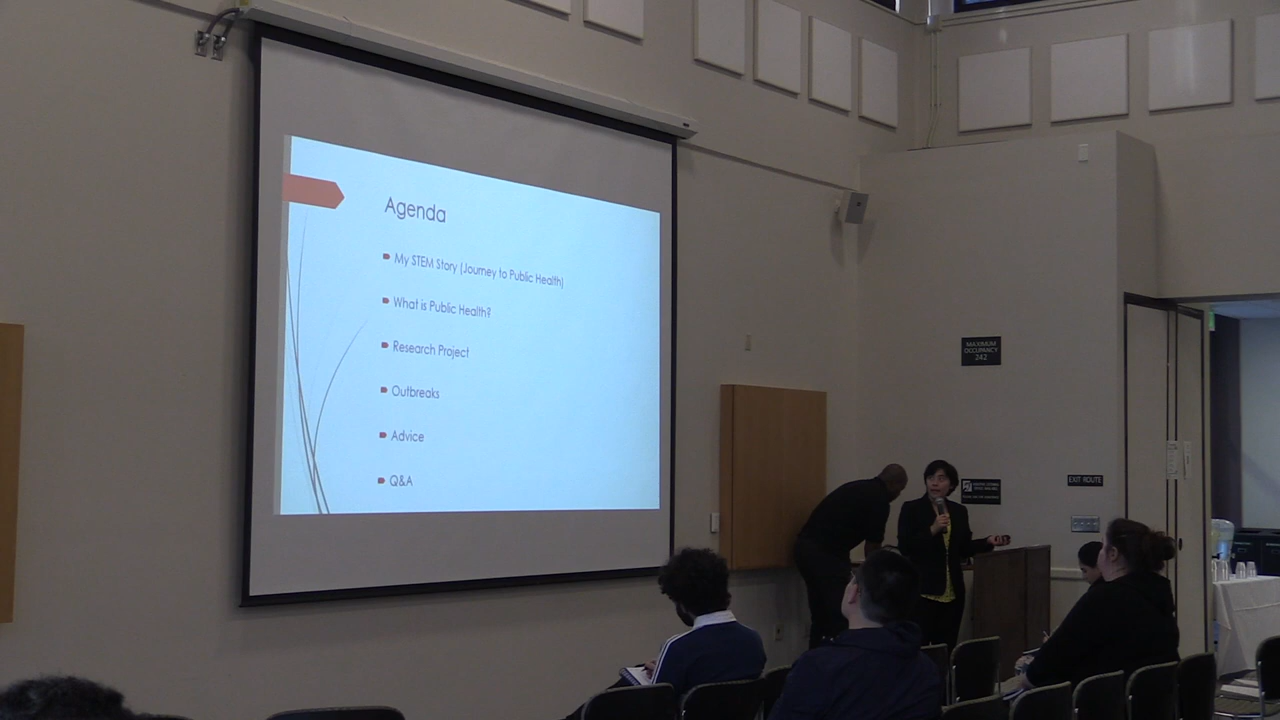 Agenda
My STEM Story (Journey to Public Health)
What is Public Health?
Research Project
Outbreaks
Advice
Q&A
MAXIMUM
OCCUPANCY
242
EXIT ROUTE